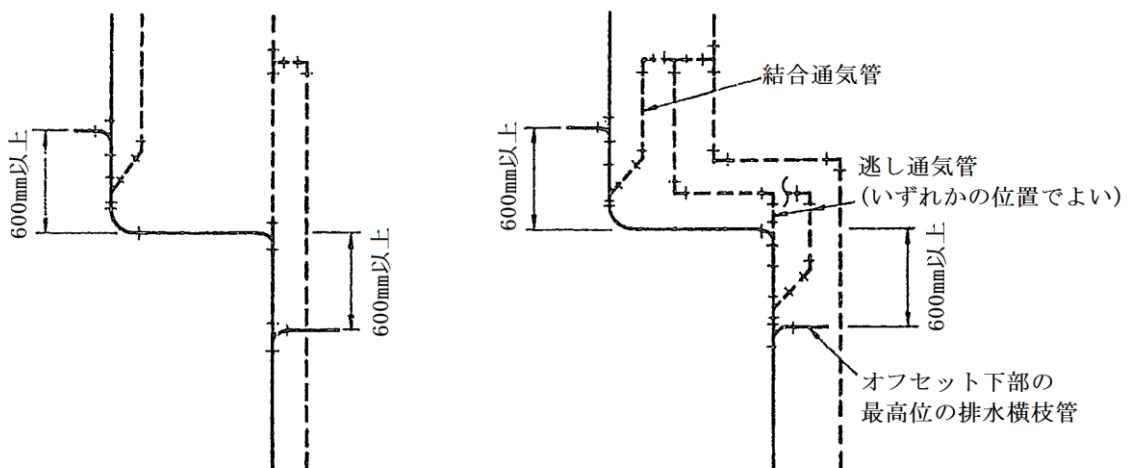 600mm以上
600mm以上
結合通気管
600mm以上
逃し通気管
(いずれかの位置でよい)
600mm以上
オフセット下部の
最高位の排水横枝管